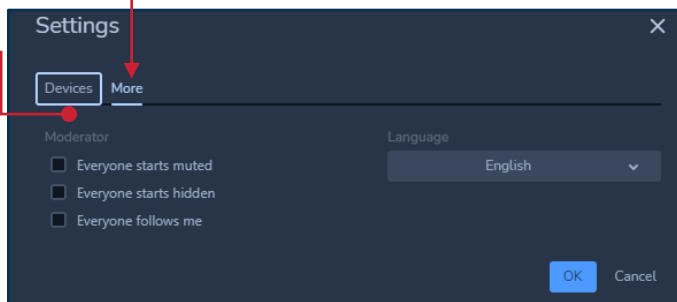 Settings
Devices More
Moderator
Everyone starts muted
Everyone starts hidden
Everyone follows me
Language
English
OK Cancel